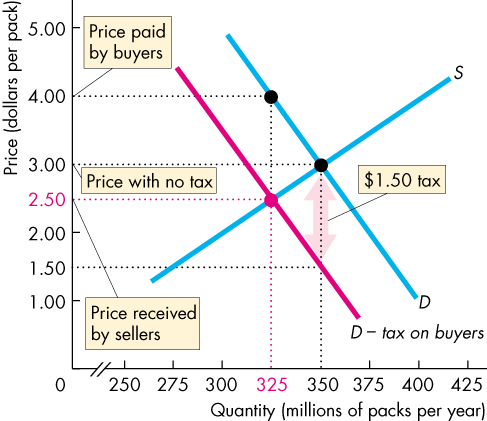 Price (dollars per pack)
5.00
Price paid
by buyers
S
4.00
3.00
Price with no tax
$1.50 tax
2.50
2.00
1.50
1.00
Price received
by sellers
D
D – tax on buyers
0
250 275 300 325 350 375 400 425
Quantity (millions of packs per year)